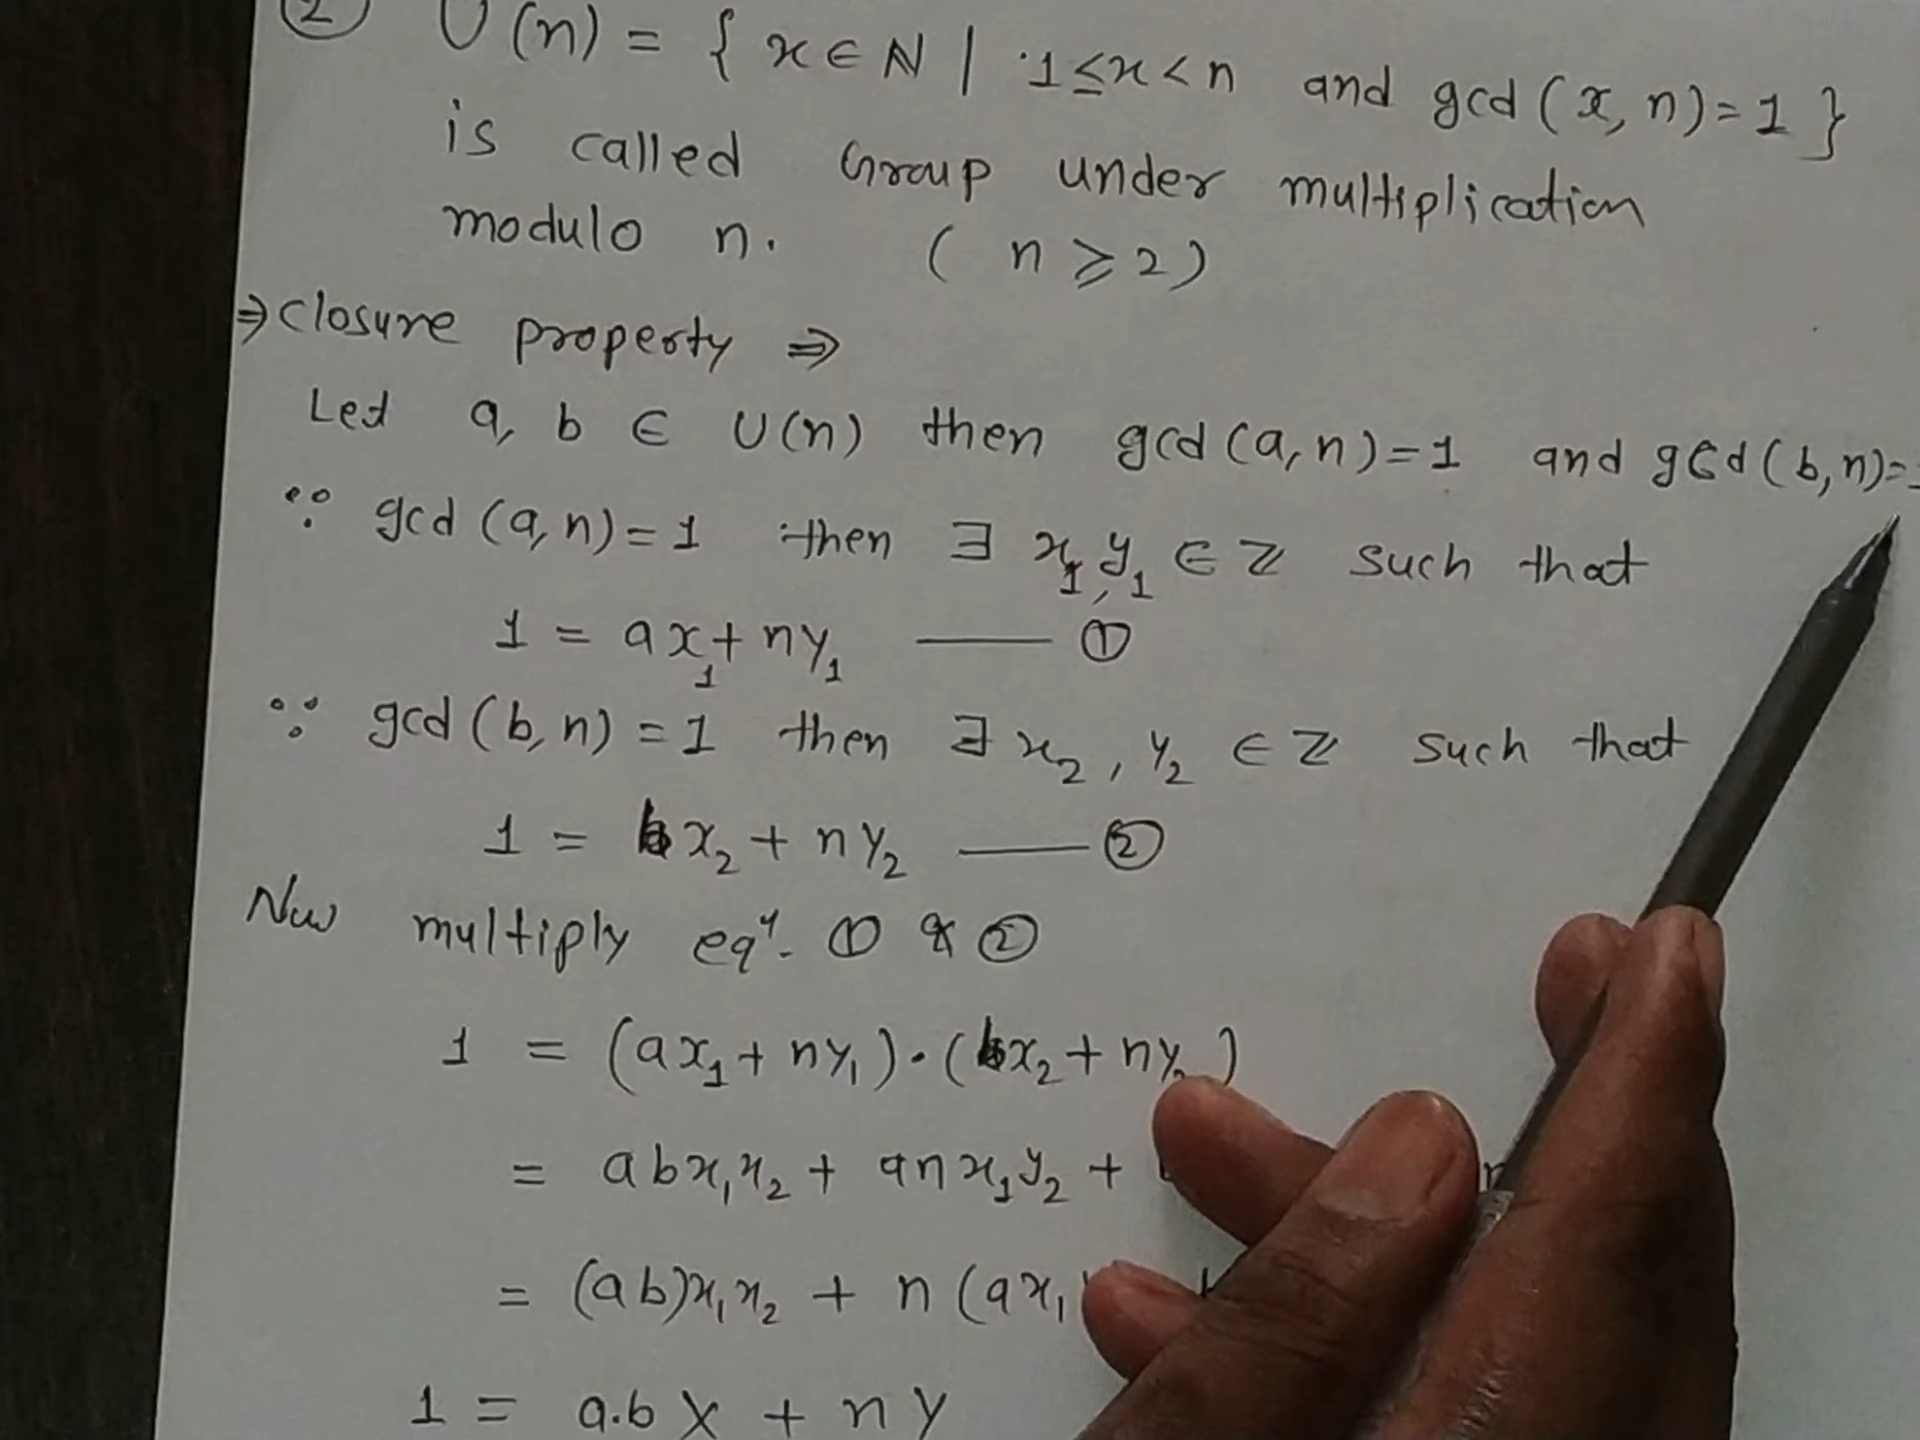 ② U(n) = { x ∈ ℕ | 1 ≤ x < n and gcd(x, n) = 1 }
is called Group under multiplication
modulo n. ( n ⩾ 2 )
⇒ Closure property ⇒
Let a, b ∈ U(n) then gcd(a, n) = 1 and gcd(b, n) = 1
∵ gcd(a, n) = 1 then ∃ x₁, y₁ ∈ ℤ such that
1 = ax₁ + ny₁ —— ①
∵ gcd(b, n) = 1 then ∃ x₂, y₂ ∈ ℤ such that
1 = bx₂ + ny₂ —— ②
Now multiply eqⁿ. ① & ②
1 = (ax₁ + ny₁)·(bx₂ + ny₂)
= abx₁x₂ + anx₁y₂ +
= (ab)x₁x₂ + n(ax₁
1 = a.b X + n Y